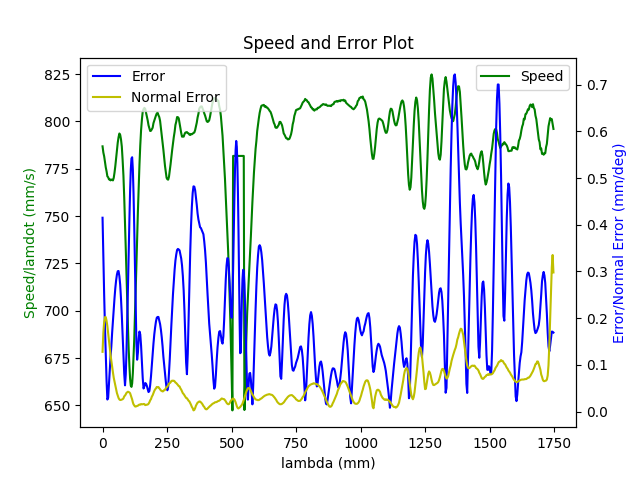 Speed and Error Plot
Error
Normal Error
Speed
825
800
775
750
725
700
675
650
Speed/lamdot (mm/s)
0.7
0.6
0.5
0.4
0.3
0.2
0.1
0.0
Error/Normal Error (mm/deg)
0 250 500 750 1000 1250 1500 1750
lambda (mm)